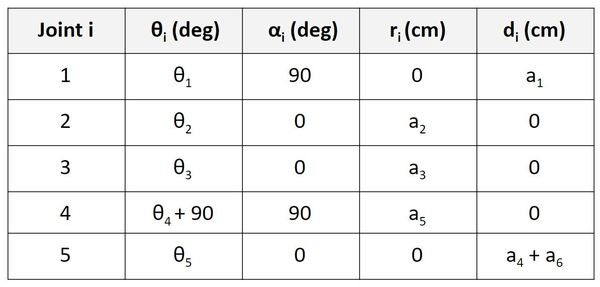 Joint i θᵢ (deg) αᵢ (deg) rᵢ (cm) dᵢ (cm)
1 θ₁ 90 0 a₁
2 θ₂ 0 a₂ 0
3 θ₃ 0 a₃ 0
4 θ₄ + 90 90 a₅ 0
5 θ₅ 0 0 a₄ + a₆